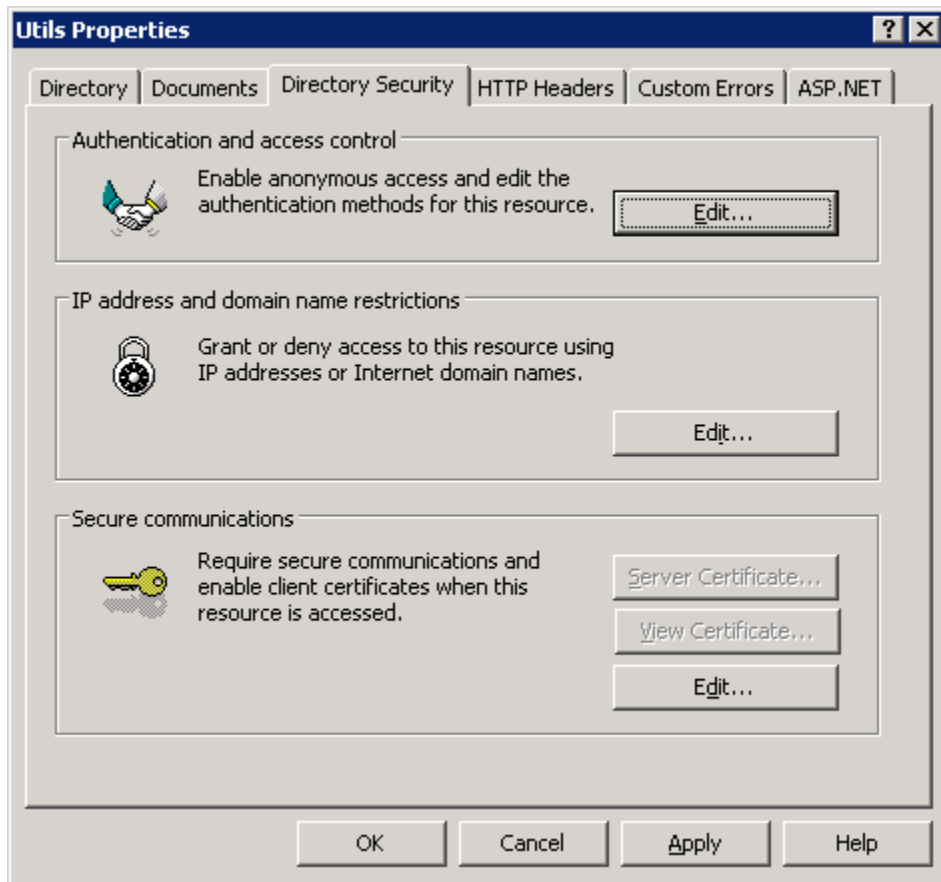 Utils Properties
Directory
Documents
Directory Security
HTTP Headers
Custom Errors
ASP.NET
Authentication and access control
Enable anonymous access and edit the
authentication methods for this resource.
Edit...
IP address and domain name restrictions
Grant or deny access to this resource using
IP addresses or Internet domain names.
Edit...
Secure communications
Require secure communications and
enable client certificates when this
resource is accessed.
Server Certificate...
View Certificate...
Edit...
OK
Cancel
Apply
Help